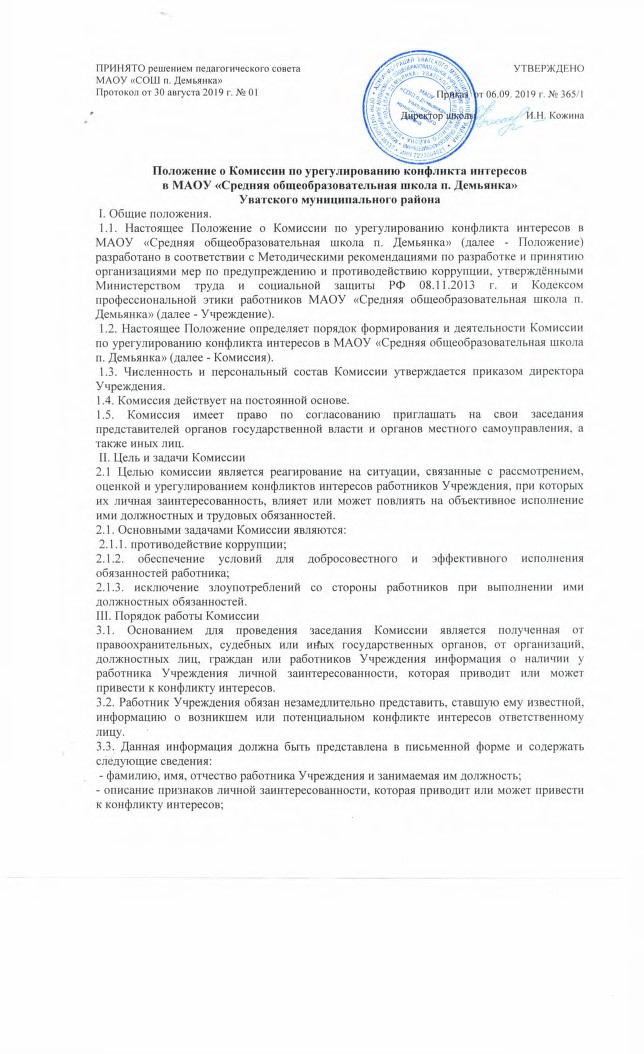 ПРИНЯТО решением педагогического совета УТВЕРЖДЕНО
МАОУ «СОШ п. Демьянка»
Протокол от 30 августа 2019 г. № 01 Приказ от 06.09. 2019 г. № 365/1
Директор школы И.Н. Кожина
Положение о Комиссии по урегулированию конфликта интересов
в МАОУ «Средняя общеобразовательная школа п. Демьянка»
Уватского муниципального района
I. Общие положения.
1.1. Настоящее Положение о Комиссии по урегулированию конфликта интересов в
МАОУ «Средняя общеобразовательная школа п. Демьянка» (далее - Положение)
разработано в соответствии с Методическими рекомендациями по разработке и принятию
организациями мер по предупреждению и противодействию коррупции, утверждёнными
Министерством труда и социальной защиты РФ 08.11.2013 г. и Кодексом
профессиональной этики работников МАОУ «Средняя общеобразовательная школа п.
Демьянка» (далее - Учреждение).
1.2. Настоящее Положение определяет порядок формирования и деятельности Комиссии
по урегулированию конфликта интересов в МАОУ «Средняя общеобразовательная школа
п. Демьянка» (далее - Комиссия).
1.3. Численность и персональный состав Комиссии утверждается приказом директора
Учреждения.
1.4. Комиссия действует на постоянной основе.
1.5. Комиссия имеет право по согласованию приглашать на свои заседания
представителей органов государственной власти и органов местного самоуправления, а
также иных лиц.
II. Цель и задачи Комиссии
2.1 Целью комиссии является реагирование на ситуации, связанные с рассмотрением,
оценкой и урегулированием конфликтов интересов работников Учреждения, при которых
их личная заинтересованность, влияет или может повлиять на объективное исполнение
ими должностных и трудовых обязанностей.
2.1. Основными задачами Комиссии являются:
2.1.1. противодействие коррупции;
2.1.2. обеспечение условий для добросовестного и эффективного исполнения
обязанностей работника;
2.1.3. исключение злоупотреблений со стороны работников при выполнении ими
должностных обязанностей.
III. Порядок работы Комиссии
3.1. Основанием для проведения заседания Комиссии является полученная от
правоохранительных, судебных или иных государственных органов, от организаций,
должностных лиц, граждан или работников Учреждения информация о наличии у
работника Учреждения личной заинтересованности, которая приводит или может
привести к конфликту интересов.
3.2. Работник Учреждения обязан незамедлительно представить, ставшую ему известной,
информацию о возникшем или потенциальном конфликте интересов ответственному
лицу.
3.3. Данная информация должна быть представлена в письменной форме и содержать
следующие сведения:
- фамилию, имя, отчество работника Учреждения и занимаемая им должность;
- описание признаков личной заинтересованности, которая приводит или может привести
к конфликту интересов;